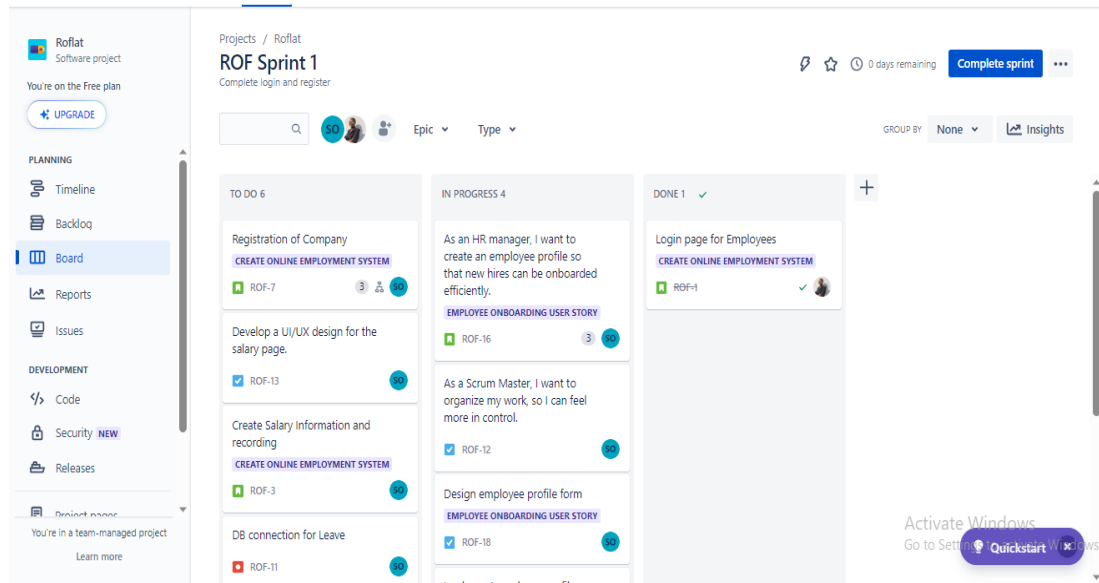 Roflat
Software project
You're on the Free plan
UPGRADE
PLANNING
Timeline
Backlog
Board
Reports
Issues
DEVELOPMENT
Code
Security NEW
Releases
Project pages
You're in a team-managed project
Learn more
Projects / Roflat
ROF Sprint 1
Complete login and register
0 days remaining
Complete sprint
SO
Epic
Type
GROUP BY
None
Insights
TO DO 6
Registration of Company
CREATE ONLINE EMPLOYMENT SYSTEM
ROF-7
3
SO
Develop a UI/UX design for the
salary page.
ROF-13
SO
Create Salary Information and
recording
CREATE ONLINE EMPLOYMENT SYSTEM
ROF-3
SO
DB connection for Leave
ROF-11
SO
IN PROGRESS 4
As an HR manager, I want to
create an employee profile so
that new hires can be onboarded
efficiently.
EMPLOYEE ONBOARDING USER STORY
ROF-16
3
SO
As a Scrum Master, I want to
organize my work, so I can feel
more in control.
ROF-12
SO
Design employee profile form
EMPLOYEE ONBOARDING USER STORY
ROF-18
SO
DONE 1
Login page for Employees
CREATE ONLINE EMPLOYMENT SYSTEM
ROF-1
Activate Windows
Go to Settings to activate Windows
Quickstart